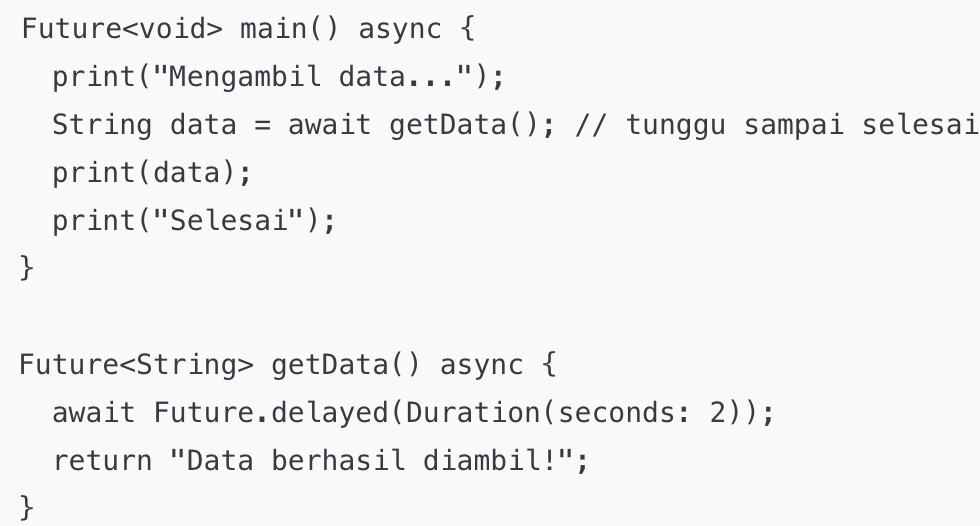 Future<void> main() async {
  print("Mengambil data...");
  String data = await getData(); // tunggu sampai selesai
  print(data);
  print("Selesai");
}

Future<String> getData() async {
  await Future.delayed(Duration(seconds: 2));
  return "Data berhasil diambil!";
}